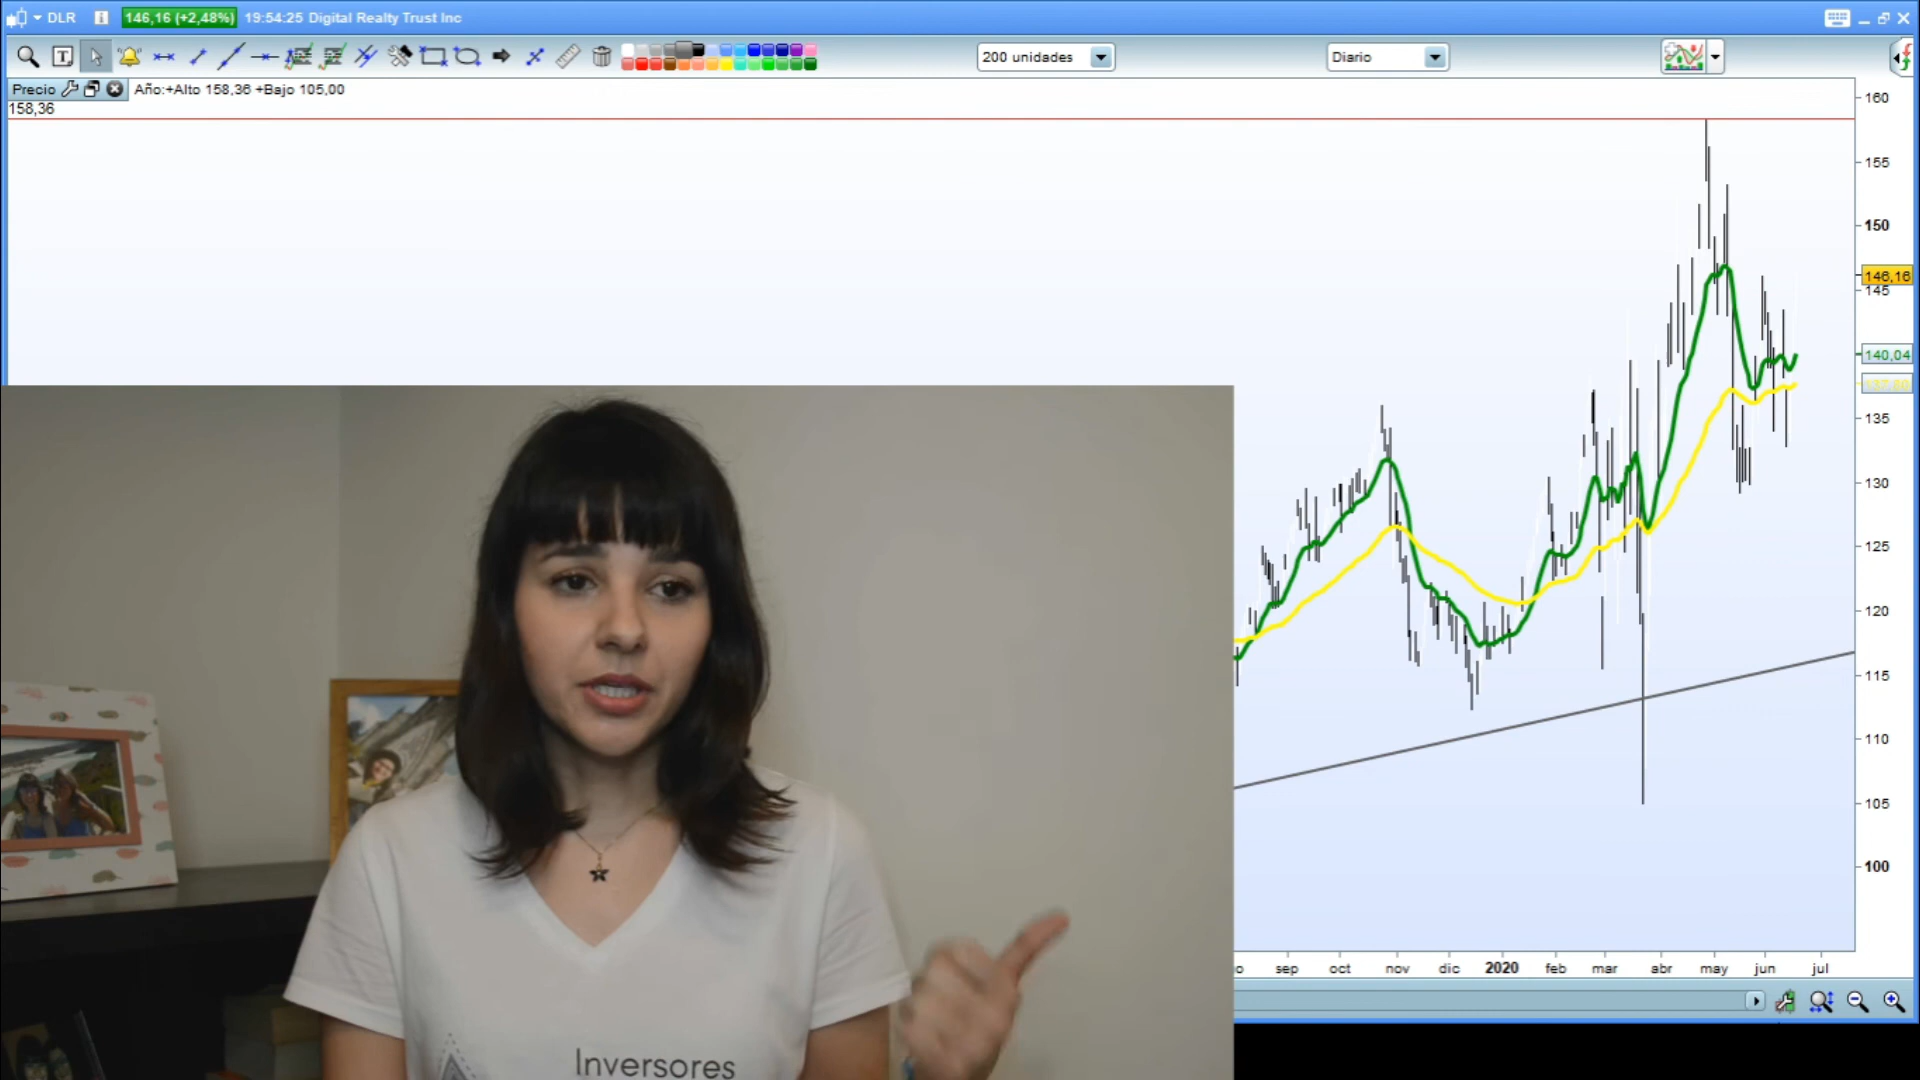 DLR 146,16 (+2,48%) 19:54:25 Digital Realty Trust Inc
200 unidades
Diario
Precio Año:+Alto 158,36 +Bajo 105,00
158,36
160
155
150
146,16
145
140,04
135
130
125
120
115
110
105
100
sep oct nov dic 2020 feb mar abr may jun jul
Inversores